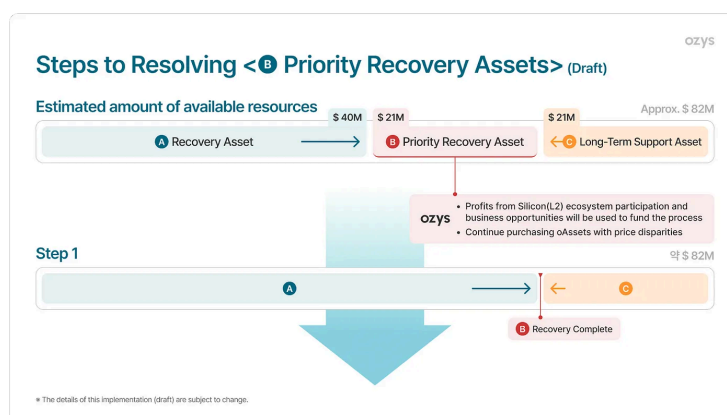 ozys
Steps to Resolving <B Priority Recovery Assets> (Draft)
Estimated amount of available resources
Approx. $ 82M
$ 40M
$ 21M
$ 21M
A Recovery Asset
B Priority Recovery Asset
C Long-Term Support Asset
ozys
• Profits from Silicon(L2) ecosystem participation and
business opportunities will be used to fund the process
• Continue purchasing oAssets with price disparities
Step 1
약 $ 82M
A
C
B Recovery Complete
※ The details of this implementation (draft) are subject to change.